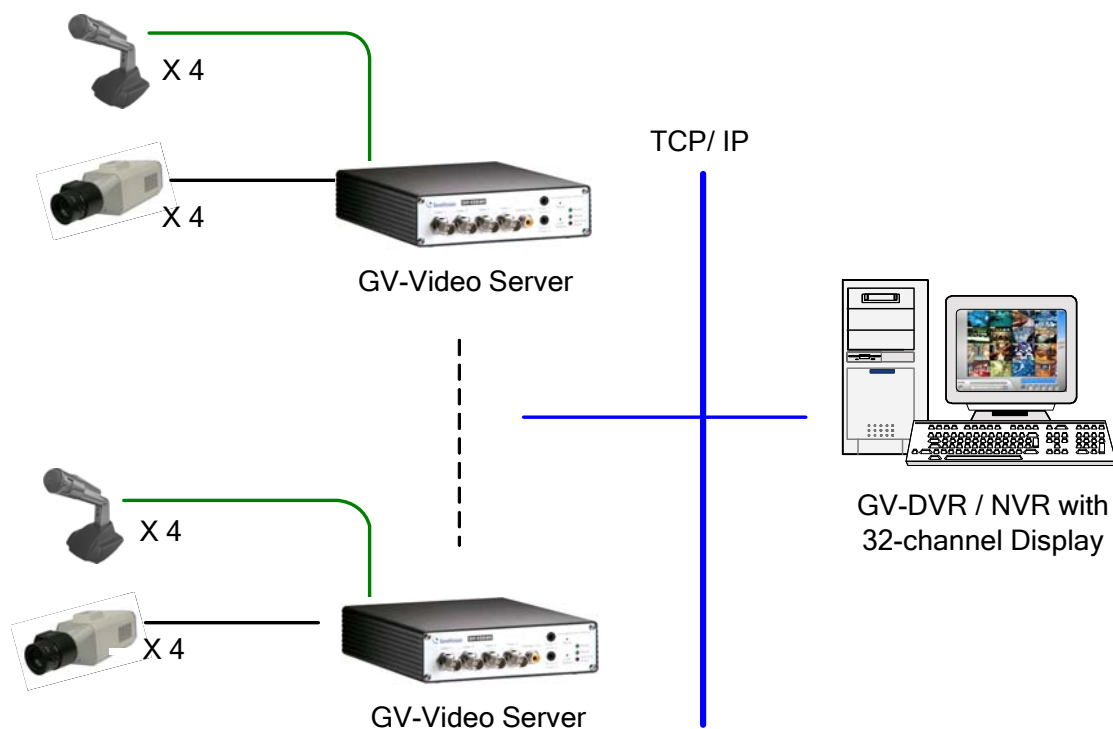 X 4
TCP/ IP
X 4
GV-Video Server
GV-DVR / NVR with
32-channel Display
X 4
X 4
GV-Video Server